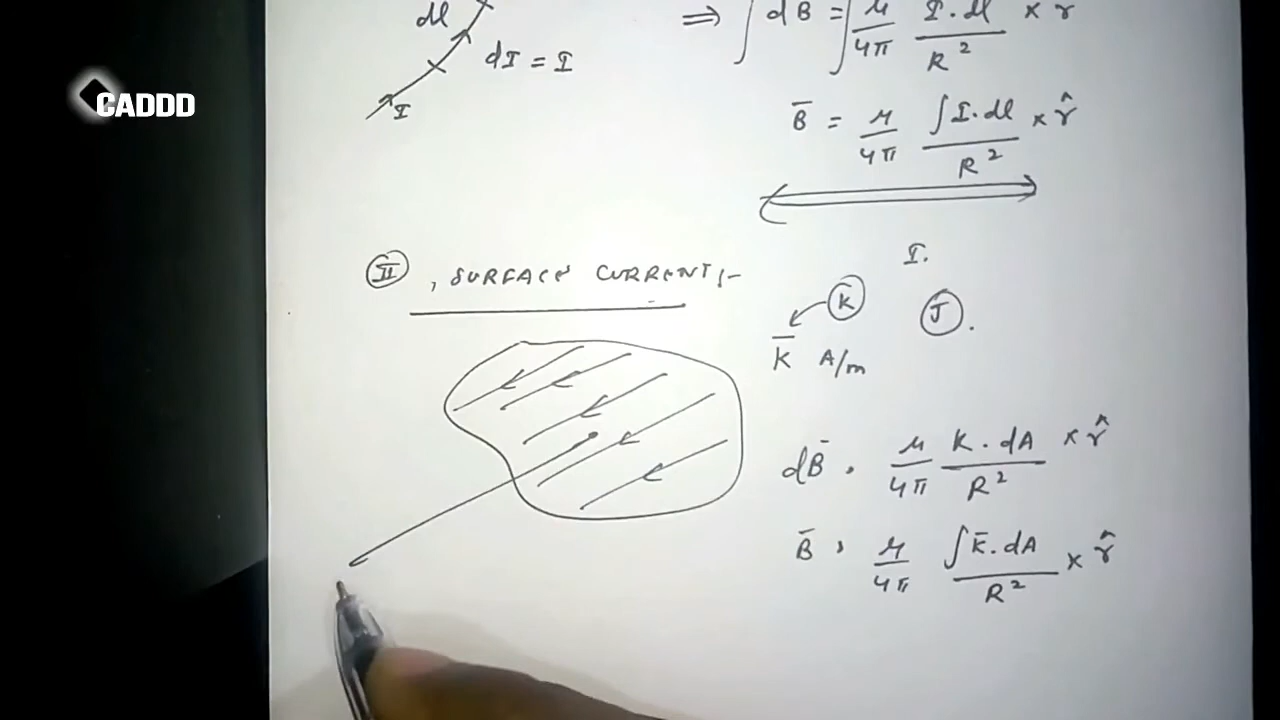 CADDD
dl
dI = I
I
⇒ ∫ dB = ∫ μ/4π I · dl/R² × r
B̄ = μ/4π ∫ I · dl/R² × r̂
II , SURFACE CURRENT :-
I.
K̄
J .
K̄ A/m
dB̄ = μ/4π K · dA/R² × r̂
B̄ = μ/4π ∫ K̄ · dA/R² × r̂